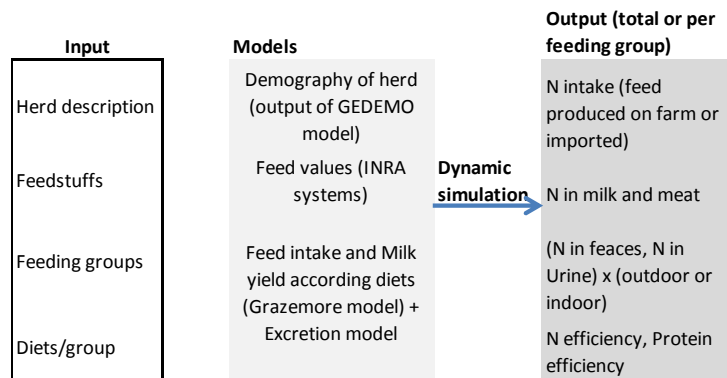 Input
Herd description
Feedstuffs
Feeding groups
Diets/group
Models
Demography of herd
(output of GEDEMO
model)
Feed values (INRA
systems)
Feed intake and Milk
yield according diets
(Grazemore model) +
Excretion model
Dynamic
simulation
Output (total or per
feeding group)
N intake (feed
produced on farm or
imported)
N in milk and meat
(N in feaces, N in
Urine) x (outdoor or
indoor)
N efficiency, Protein
efficiency